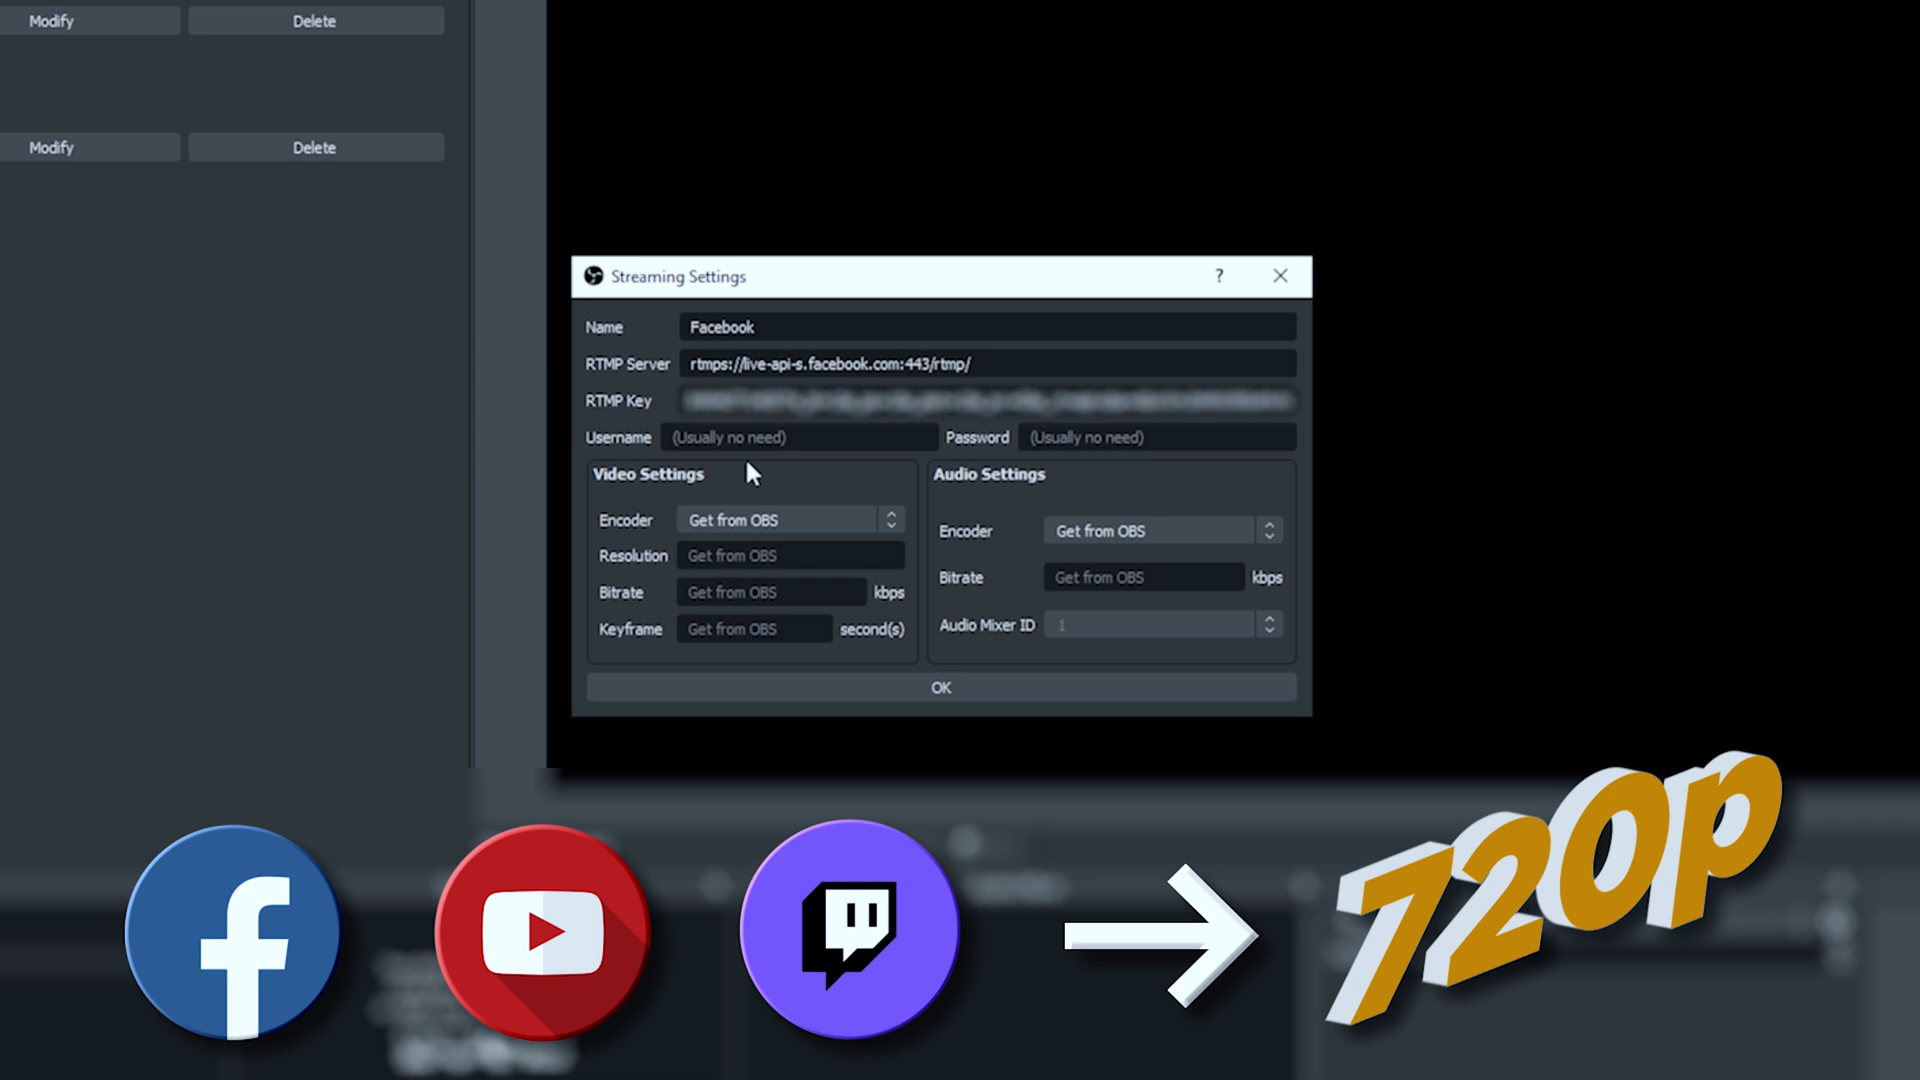 Modify Delete
Modify Delete
Streaming Settings ?
Name Facebook
RTMP Server rtmps://live-api-s.facebook.com:443/rtmp/
RTMP Key
Username (Usually no need) Password (Usually no need)
Video Settings
Encoder Get from OBS
Resolution Get from OBS
Bitrate Get from OBS kbps
Keyframe Get from OBS second(s)
Audio Settings
Encoder Get from OBS
Bitrate Get from OBS kbps
Audio Mixer ID 1
OK
720p